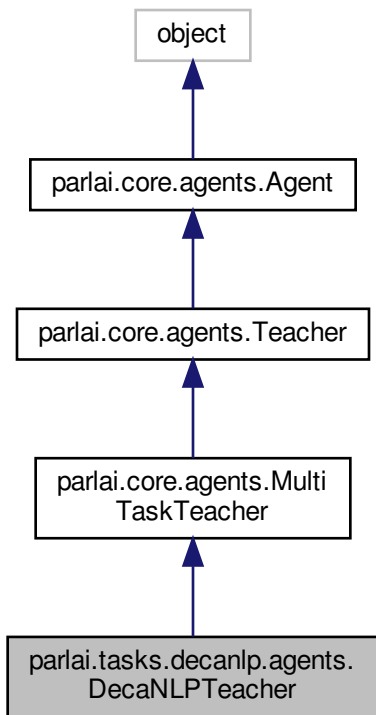 object
parlai.core.agents.Agent
parlai.core.agents.Teacher
parlai.core.agents.Multi
TaskTeacher
parlai.tasks.decanlp.agents.
DecaNLPTeacher